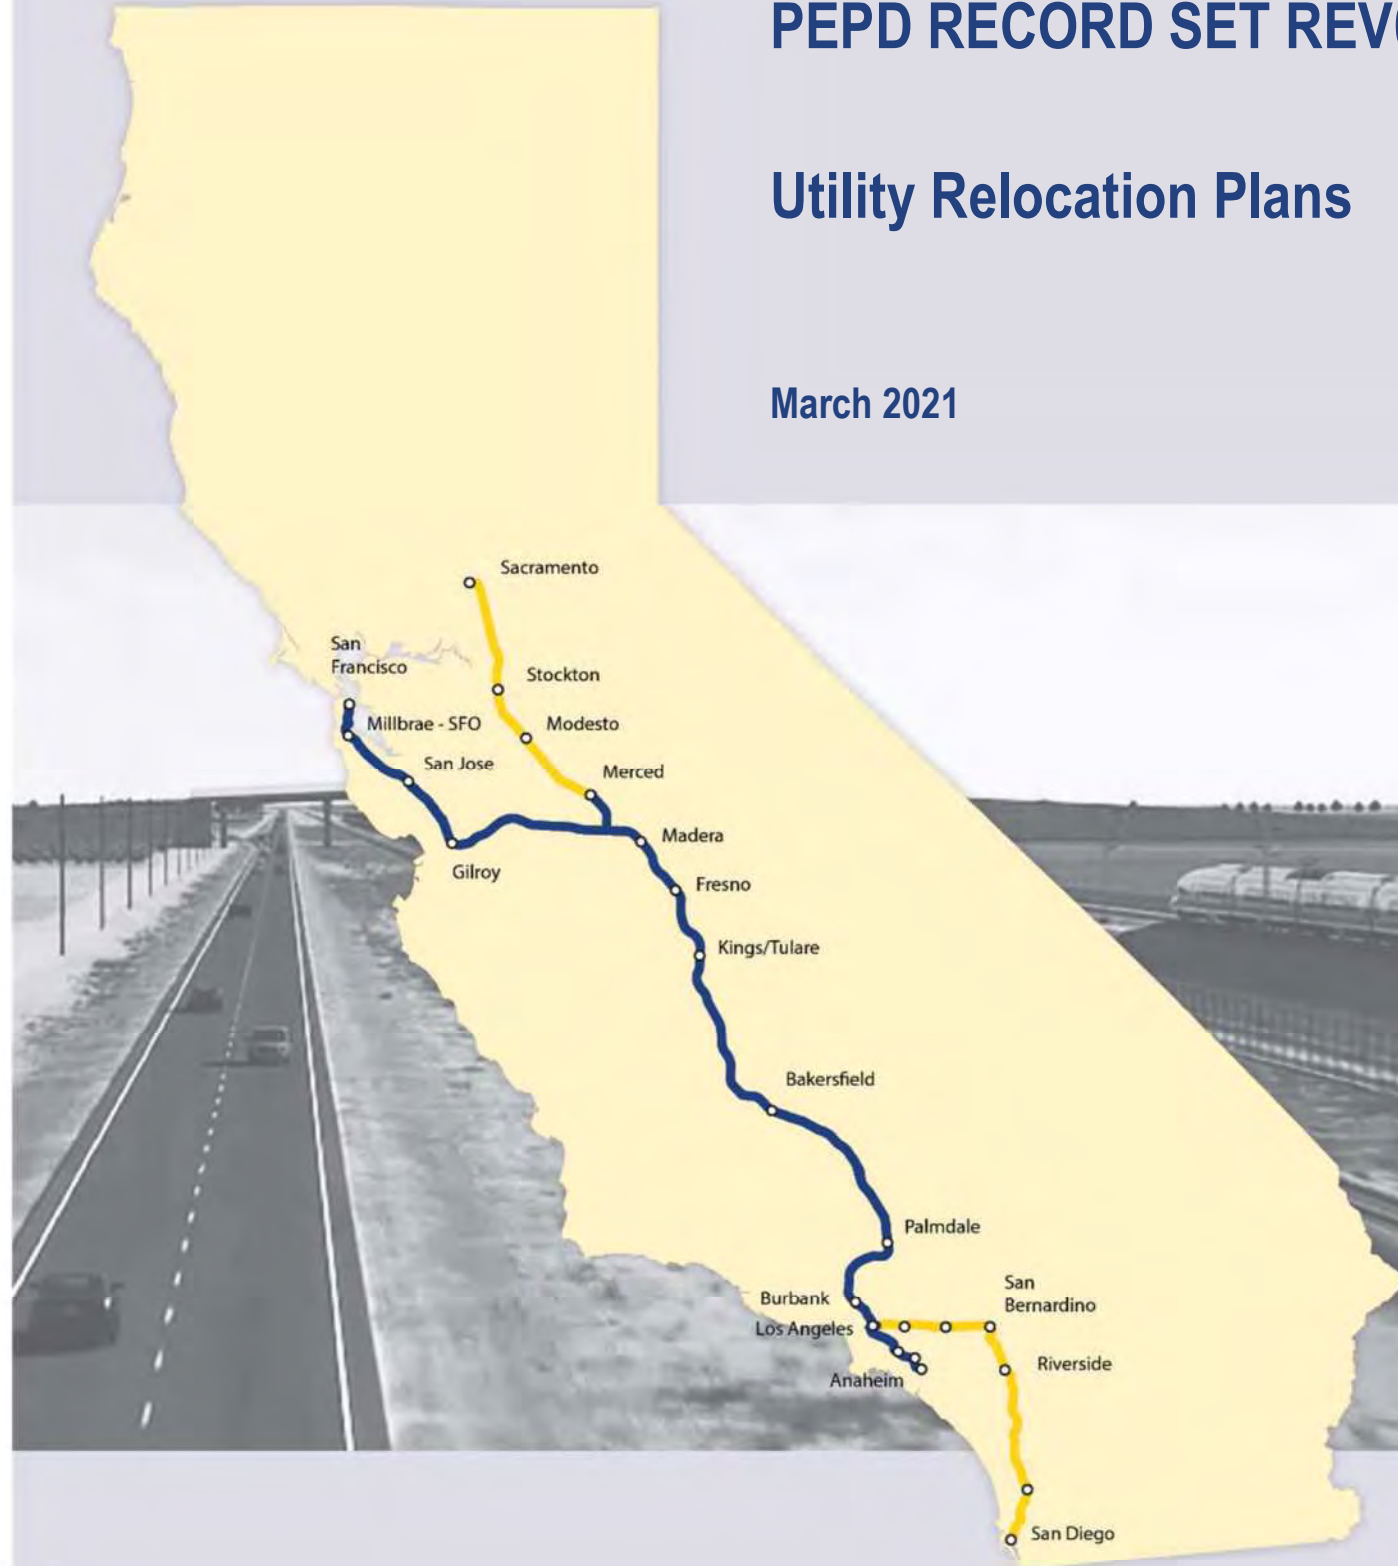 PEPD RECORD SET REV
Utility Relocation Plans
March 2021
Sacramento
San
Francisco
Stockton
Millbrae - SFO
Modesto
San Jose
Merced
Madera
Gilroy
Fresno
Kings/Tulare
Bakersfield
Palmdale
San
Bernardino
Burbank
Los Angeles
Riverside
Anaheim
San Diego